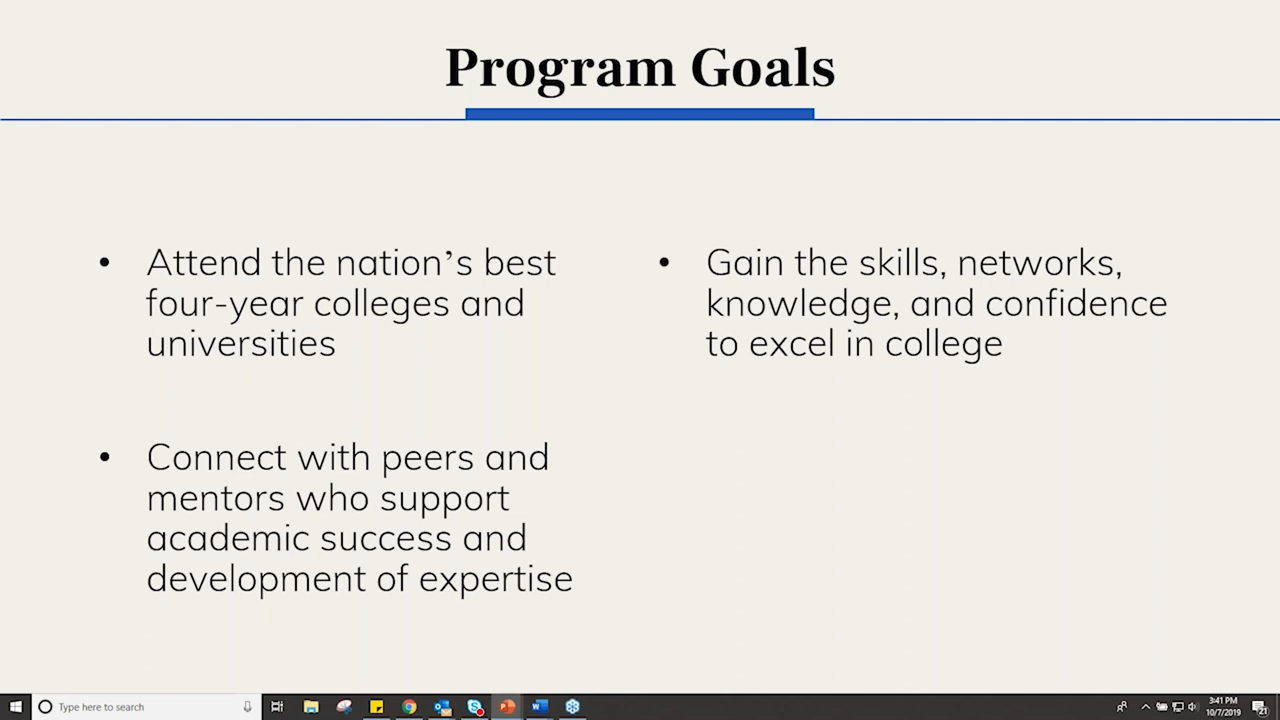 Program Goals
• Attend the nation’s best
four-year colleges and
universities
• Connect with peers and
mentors who support
academic success and
development of expertise
• Gain the skills, networks,
knowledge, and confidence
to excel in college
Type here to search
3:41 PM
10/7/2019
21